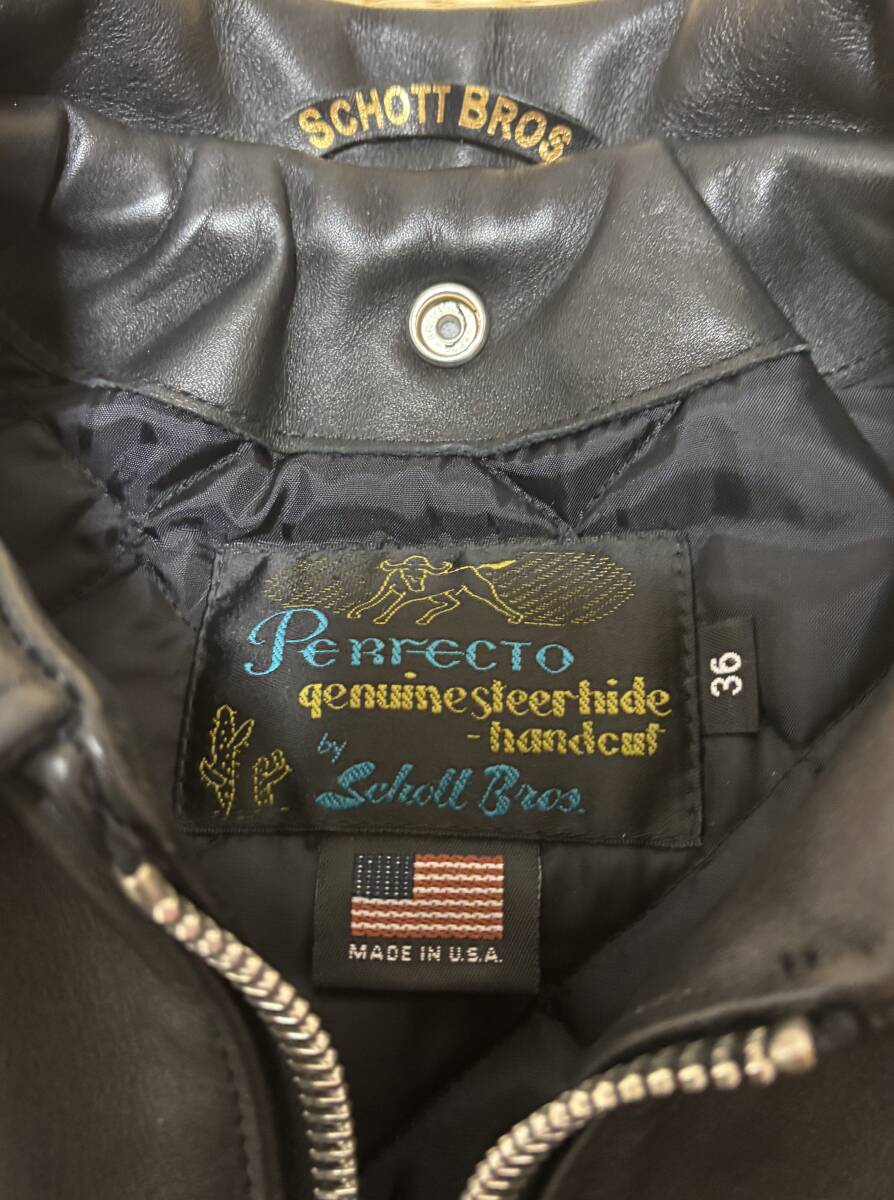 SCHOTT BROS
PERFECTO
genuine steerhide
-handcut
by
Schott Bros.
36
MADE IN U.S.A.